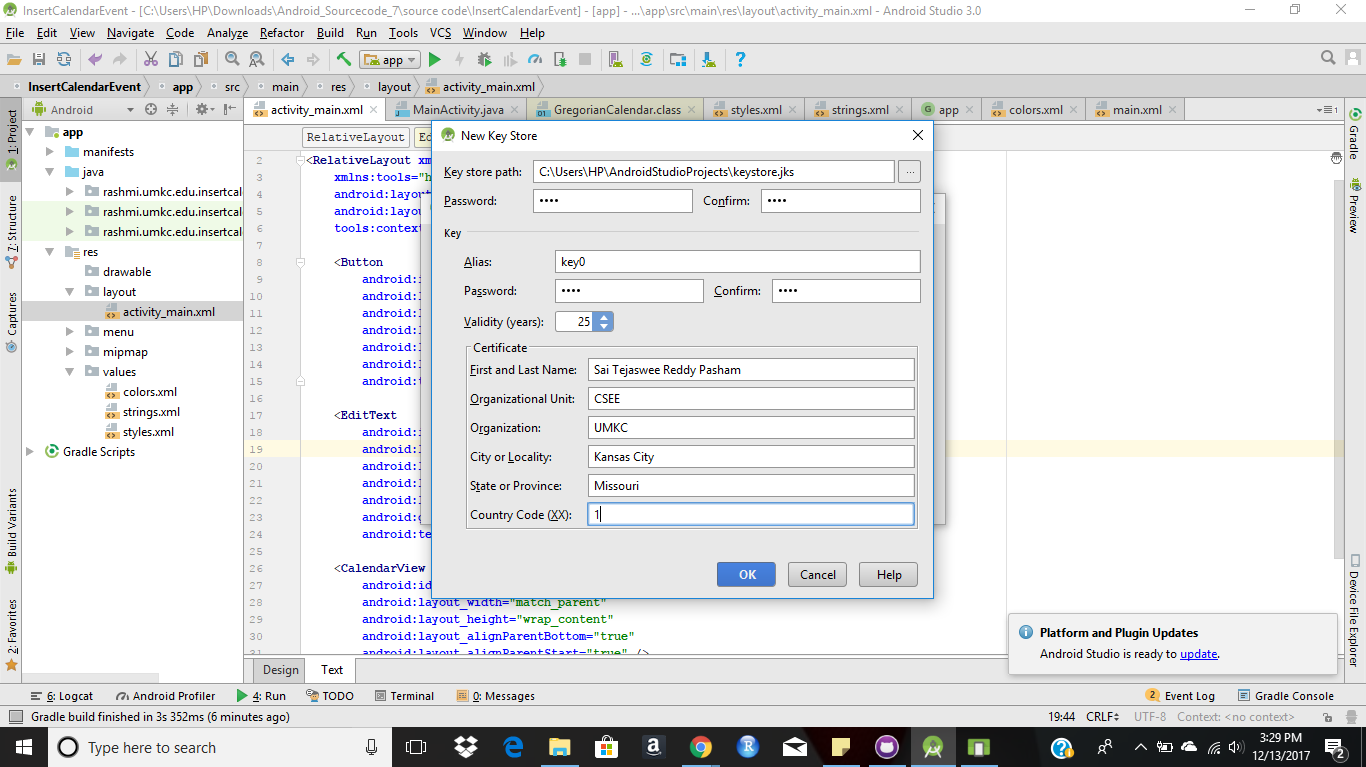 InsertCalendarEvent - [C:\Users\HP\Downloads\Android_Sourcecode_7\source code\InsertCalendarEvent] - [app] - ...\app\src\main\res\layout\activity_main.xml - Android Studio 3.0
File Edit View Navigate Code Analyze Refactor Build Run Tools VCS Window Help
app
InsertCalendarEvent app src main res layout activity_main.xml
Android
activity_main.xml MainActivity.java GregorianCalendar.class styles.xml strings.xml app colors.xml main.xml
1: Project
7: Structure
Captures
Build Variants
2: Favorites
app
manifests
java
rashmi.umkc.edu.insertcal
rashmi.umkc.edu.insertcal
rashmi.umkc.edu.insertcal
res
drawable
layout
activity_main.xml
menu
mipmap
values
colors.xml
strings.xml
styles.xml
Gradle Scripts
RelativeLayout Ed
2 <RelativeLayout xm
3 xmlns:tools="h
4 android:layout
5 android:layou
6 tools:context
7
8 <Button
9 android:i
10 android:l
11 android:l
12 android:l
13 android:l
14 android:l
15 android:t
16
17 <EditText
18 android:i
19 android:l
20 android:l
21 android:l
22 android:l
23 android:g
24 android:te
25
26 <CalendarView
27 android:id
28 android:layout_width="match_parent"
29 android:layout_height="wrap_content"
30 android:layout_alignParentBottom="true"
31 android:layout_alignParentStart="true" />
New Key Store
Key store path: C:\Users\HP\AndroidStudioProjects\keystore.jks ...
Password: •••• Confirm: ••••
Key
Alias: key0
Password: •••• Confirm: ••••
Validity (years): 25
Certificate
First and Last Name: Sai Tejaswee Reddy Pasham
Organizational Unit: CSEE
Organization: UMKC
City or Locality: Kansas City
State or Province: Missouri
Country Code (XX): 1
OK Cancel Help
Gradle
Preview
Device File Explorer
Platform and Plugin Updates
Android Studio is ready to update.
Design Text
6: Logcat Android Profiler 4: Run TODO Terminal 0: Messages 2 Event Log Gradle Console
Gradle build finished in 3s 352ms (6 minutes ago) 19:44 CRLF UTF-8 Context: <no context>
Type here to search
3:29 PM
12/13/2017
2